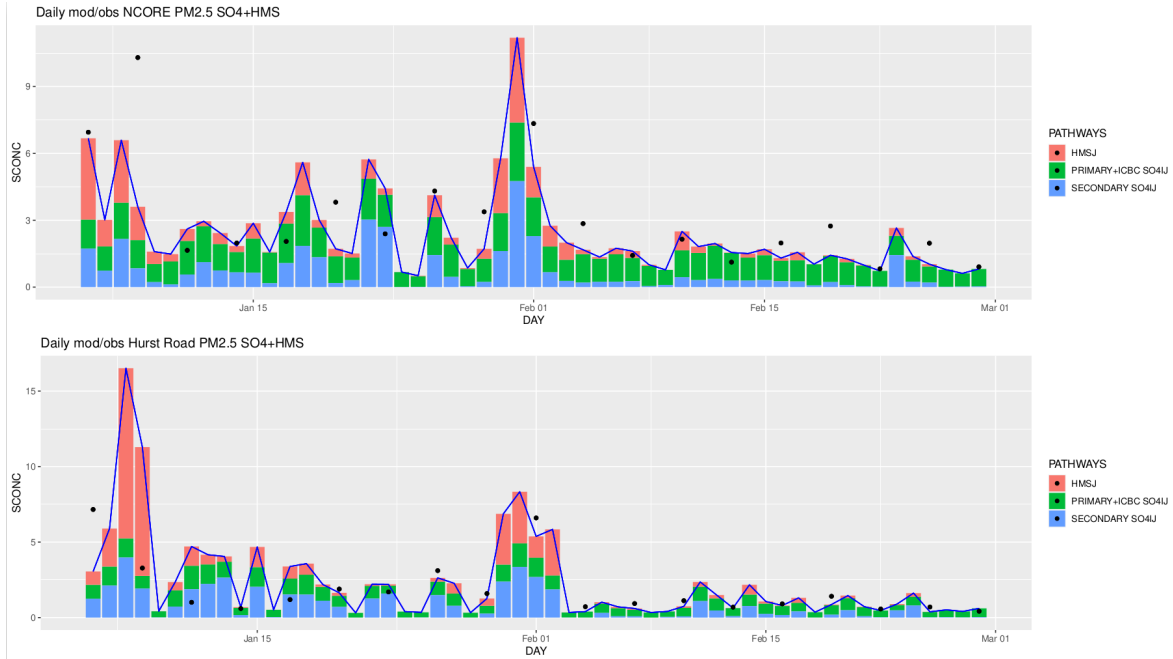 Daily mod/obs NCORE PM2.5 SO4+HMS
SCONC
9
6
3
0
Jan 15
Feb 01
Feb 15
Mar 01
DAY
PATHWAYS
HMSJ
PRIMARY+ICBC SO4IJ
SECONDARY SO4IJ
Daily mod/obs Hurst Road PM2.5 SO4+HMS
SCONC
15
10
5
0
Jan 15
Feb 01
Feb 15
Mar 01
DAY
PATHWAYS
HMSJ
PRIMARY+ICBC SO4IJ
SECONDARY SO4IJ